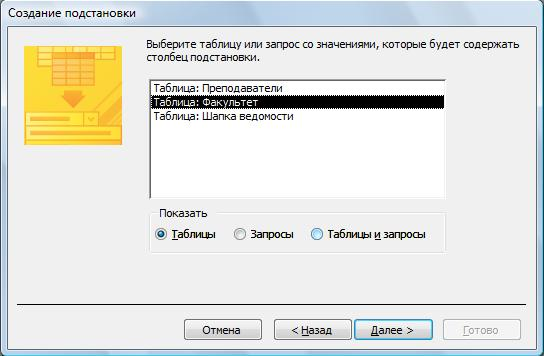 Создание подстановки
Выберите таблицу или запрос со значениями, которые будет содержать
столбец подстановки.
Таблица: Преподаватели
Таблица: Факультет
Таблица: Шапка ведомости
Показать
Таблицы Запросы Таблицы и запросы
Отмена < Назад Далее > Готово